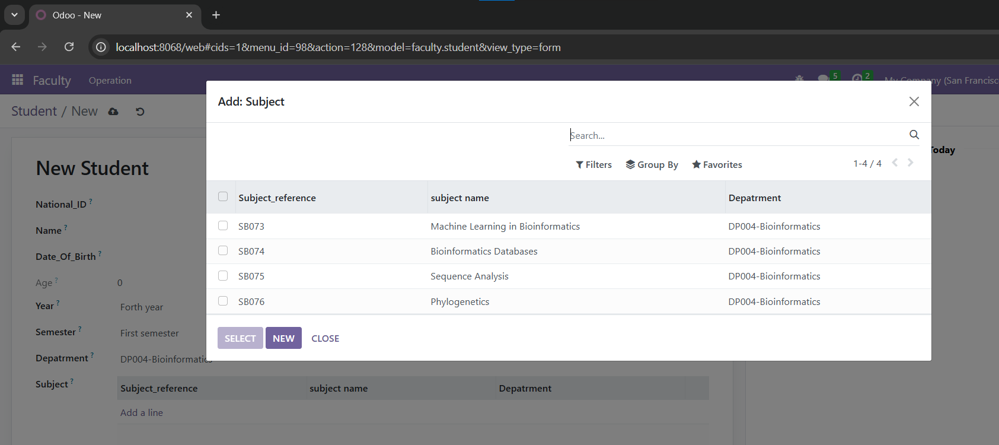 Odoo - New
localhost:8068/web#cids=1&menu_id=98&action=128&model=faculty.student&view_type=form
Faculty Operation 5 2 My Company (San Francisc
Student / New
Add: Subject
Search...
Today
Filters Group By Favorites 1-4 / 4
New Student
Subject_reference subject name Depatrment
National_ID ?
SB073 Machine Learning in Bioinformatics DP004-Bioinformatics
Name ?
SB074 Bioinformatics Databases DP004-Bioinformatics
Date_Of_Birth ?
SB075 Sequence Analysis DP004-Bioinformatics
Age ? 0
SB076 Phylogenetics DP004-Bioinformatics
Year ? Forth year
Semester ? First semester
SELECT NEW CLOSE
Depatrment ? DP004-Bioinformatics
Subject ?
Subject_reference subject name Depatrment
Add a line